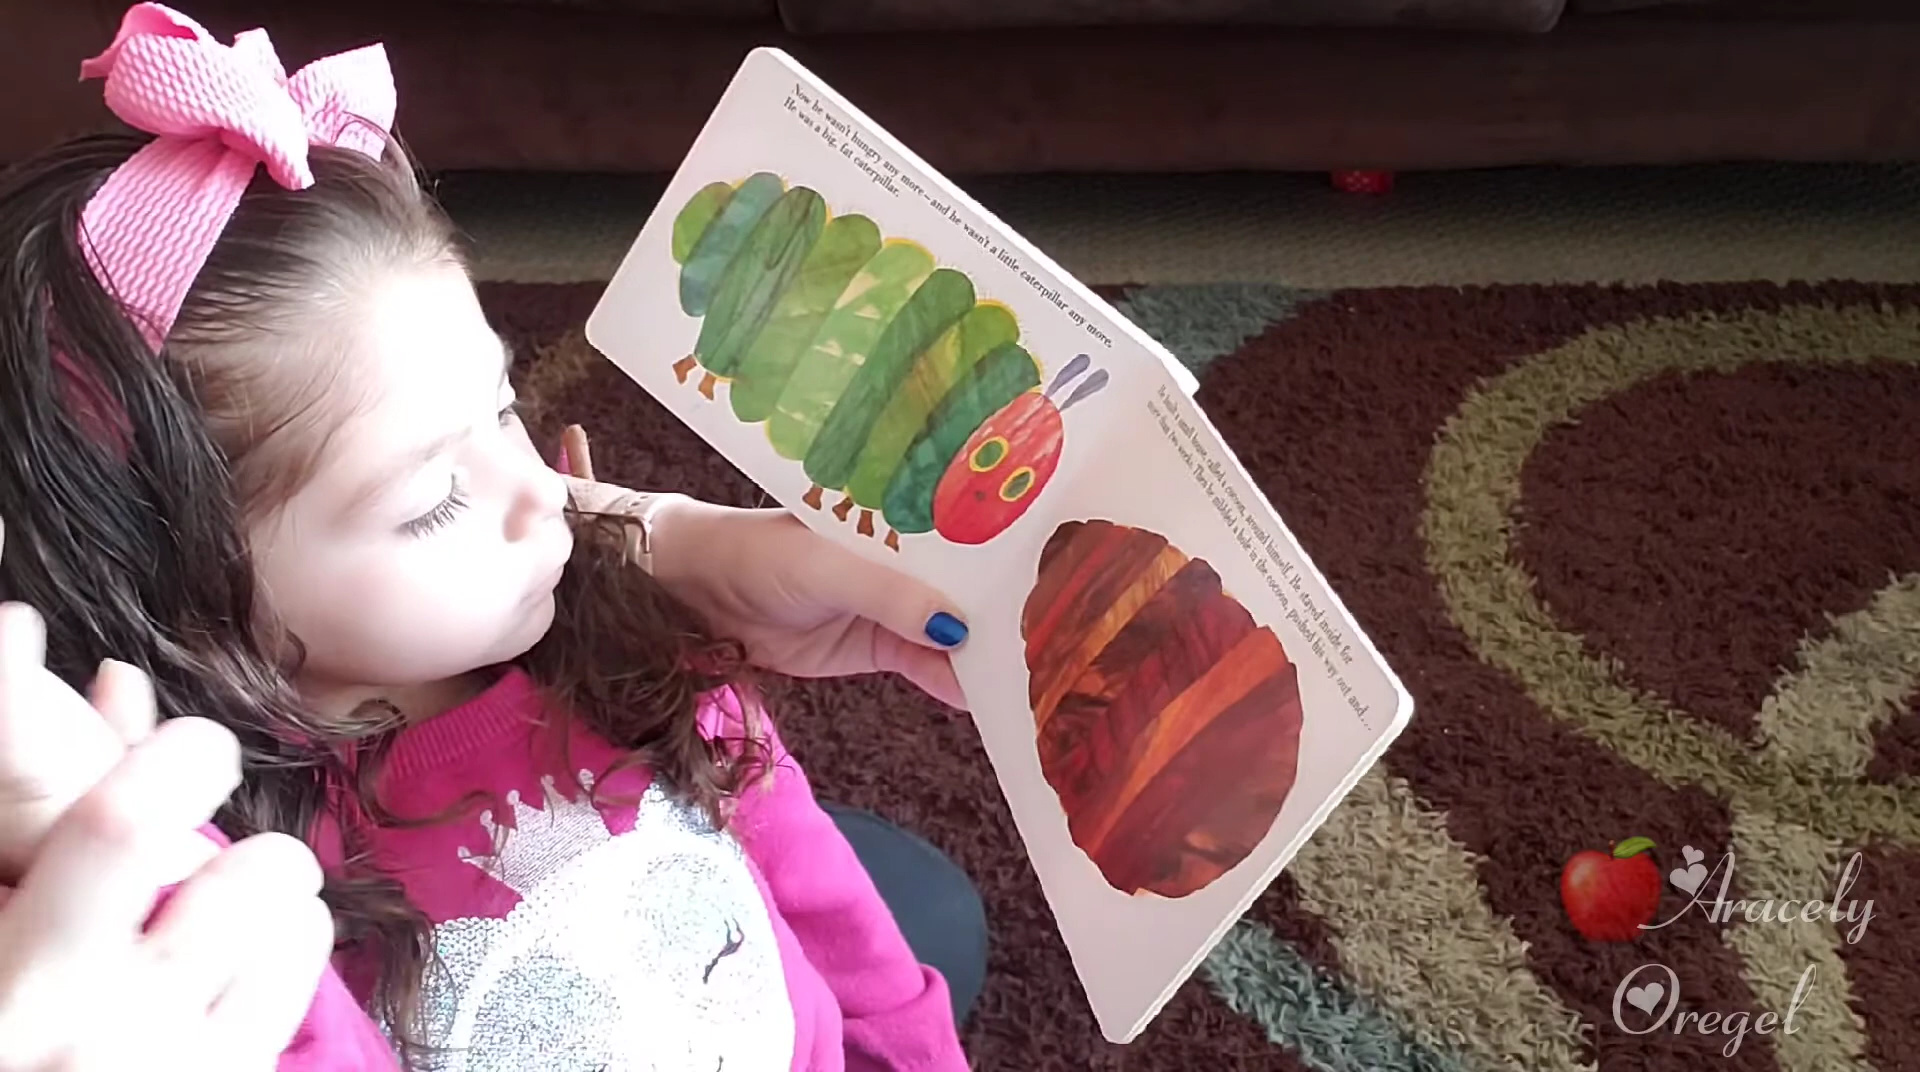 Now he wasn't hungry any more—and he wasn't a little caterpillar any more.
He was a big, fat caterpillar.
He built a small house, called a cocoon, around himself. He stayed inside for
more than two weeks. Then he nibbled a hole in the cocoon, pushed his way out and...
Aracely
Oregel